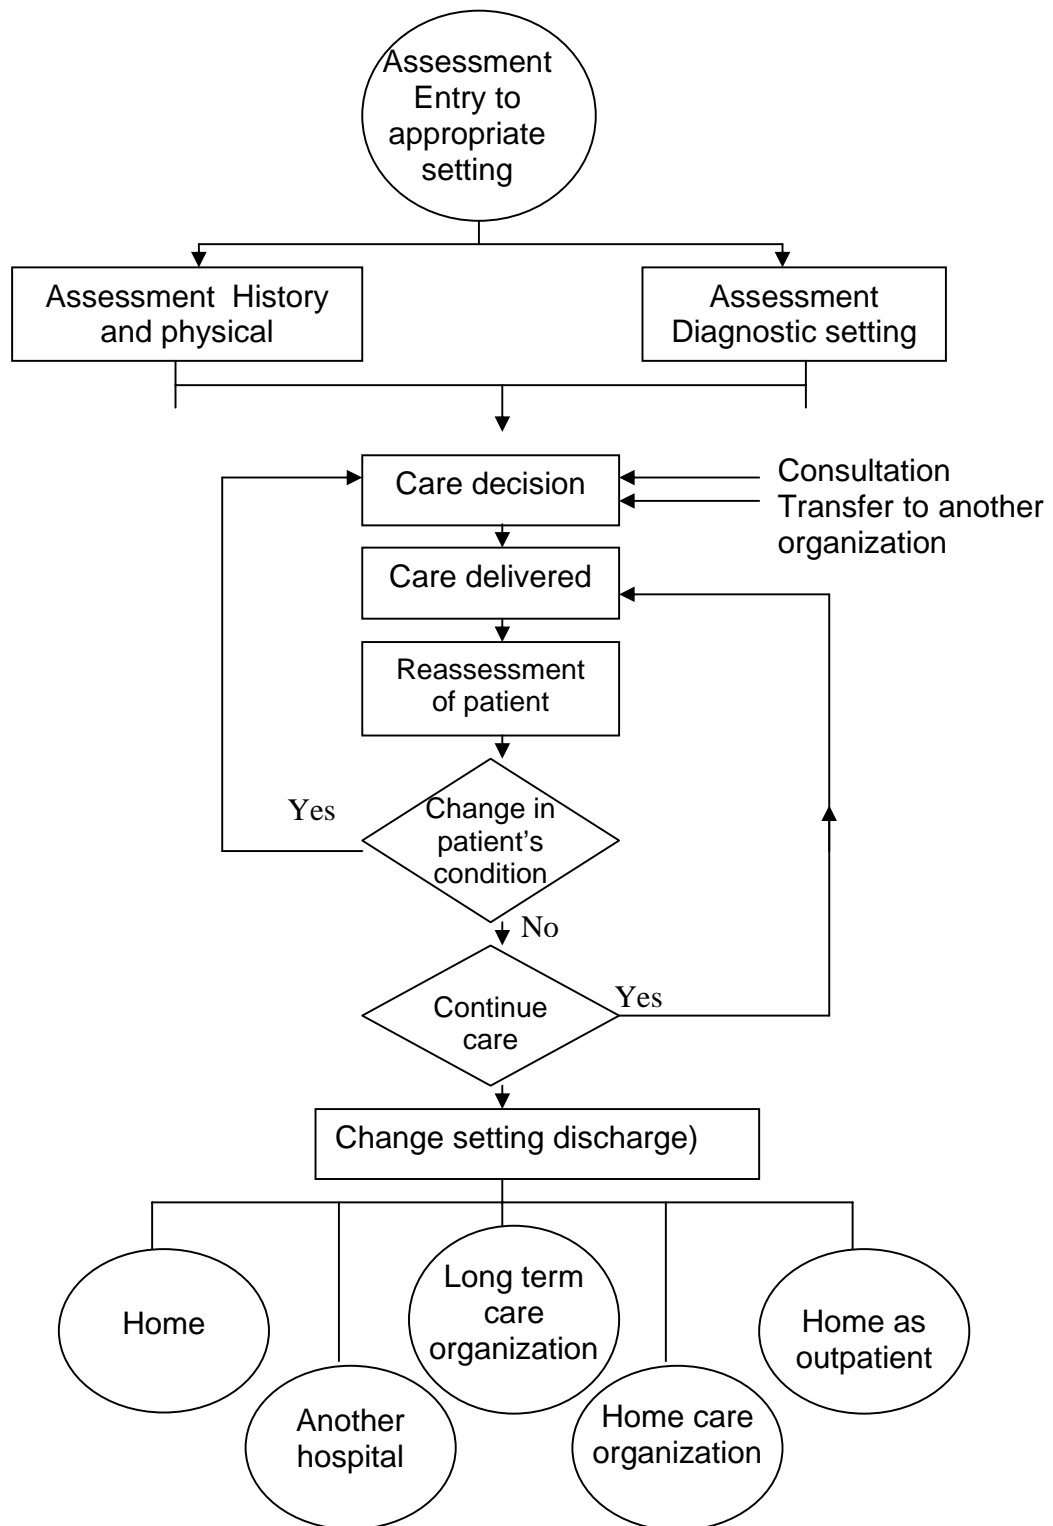 Assessment
Entry to
appropriate
setting
Assessment  History
and physical
Assessment
Diagnostic setting
Care decision
Consultation
Transfer to another
organization
Care delivered
Reassessment
of patient
Yes
Change in
patient's
condition
No
Continue
care
Yes
Change setting discharge)
Home
Another
hospital
Long term
care
organization
Home care
organization
Home as
outpatient